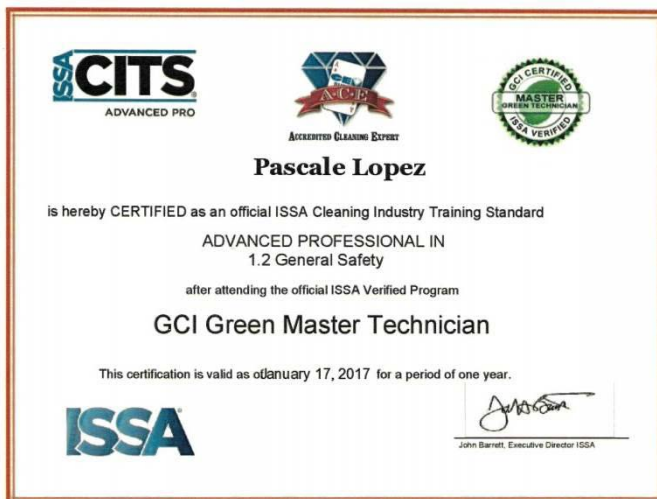 ISSA CITS
ADVANCED PRO
A.C.E
ACCREDITED CLEANING EXPERT
GCI CERTIFIED
MASTER
GREEN TECHNICIAN
ISSA VERIFIED
Pascale Lopez
is hereby CERTIFIED as an official ISSA Cleaning Industry Training Standard
ADVANCED PROFESSIONAL IN
1.2 General Safety
after attending the official ISSA Verified Program
GCI Green Master Technician
This certification is valid as of January 17, 2017 for a period of one year.
ISSA
John Barrett, Executive Director ISSA